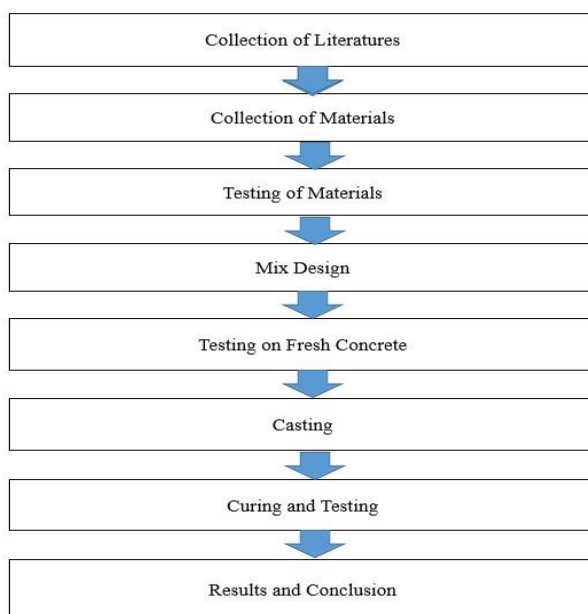 Collection of Literatures
Collection of Materials
Testing of Materials
Mix Design
Testing on Fresh Concrete
Casting
Curing and Testing
Results and Conclusion